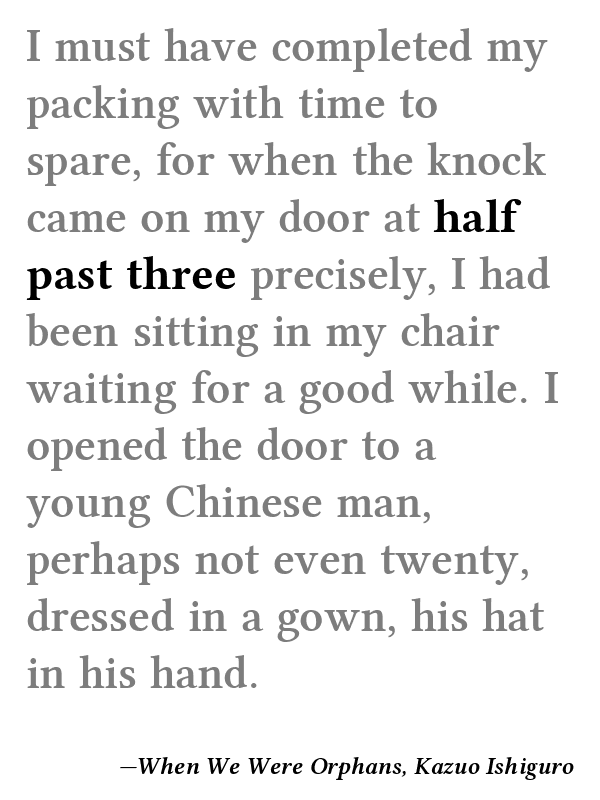 I must have completed my
packing with time to
spare, for when the knock
came on my door at half
past three precisely, I had
been sitting in my chair
waiting for a good while. I
opened the door to a
young Chinese man,
perhaps not even twenty,
dressed in a gown, his hat
in his hand.
—When We Were Orphans, Kazuo Ishiguro